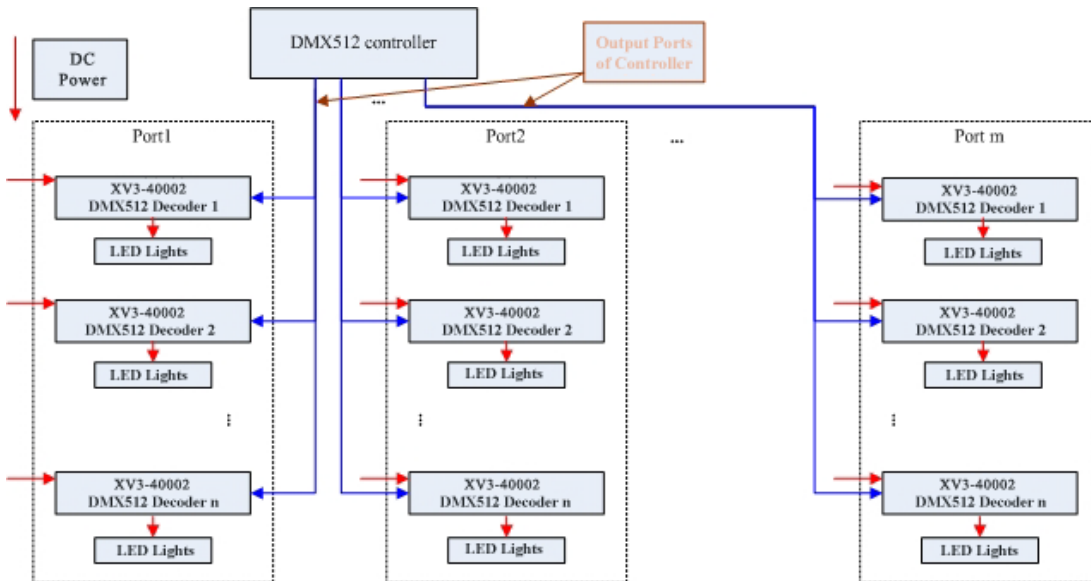 DMX512 controller
Output Ports
of Controller
DC
Power
...
Port1
Port2
...
Port m
XV3-40002
DMX512 Decoder 1
LED Lights
XV3-40002
DMX512 Decoder 2
LED Lights
...
XV3-40002
DMX512 Decoder n
LED Lights
XV3-40002
DMX512 Decoder 1
LED Lights
XV3-40002
DMX512 Decoder 2
LED Lights
...
XV3-40002
DMX512 Decoder n
LED Lights
XV3-40002
DMX512 Decoder 1
LED Lights
XV3-40002
DMX512 Decoder 2
LED Lights
...
XV3-40002
DMX512 Decoder n
LED Lights